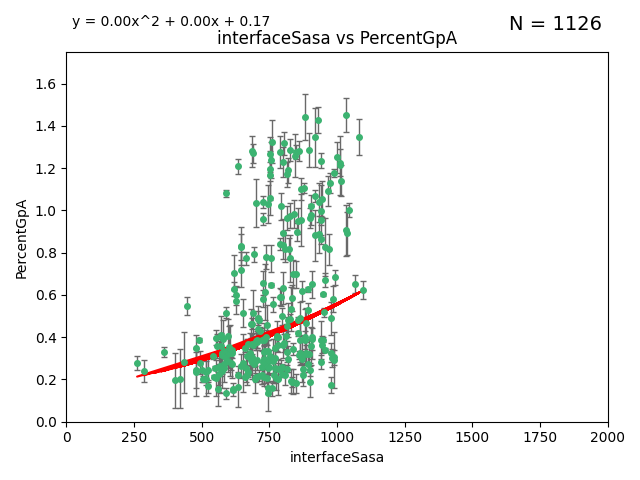 y = 0.00x^2 + 0.00x + 0.17
N = 1126
interfaceSasa vs PercentGpA
PercentGpA
1.6
1.4
1.2
1.0
0.8
0.6
0.4
0.2
0.0
0 250 500 750 1000 1250 1500 1750 2000
interfaceSasa